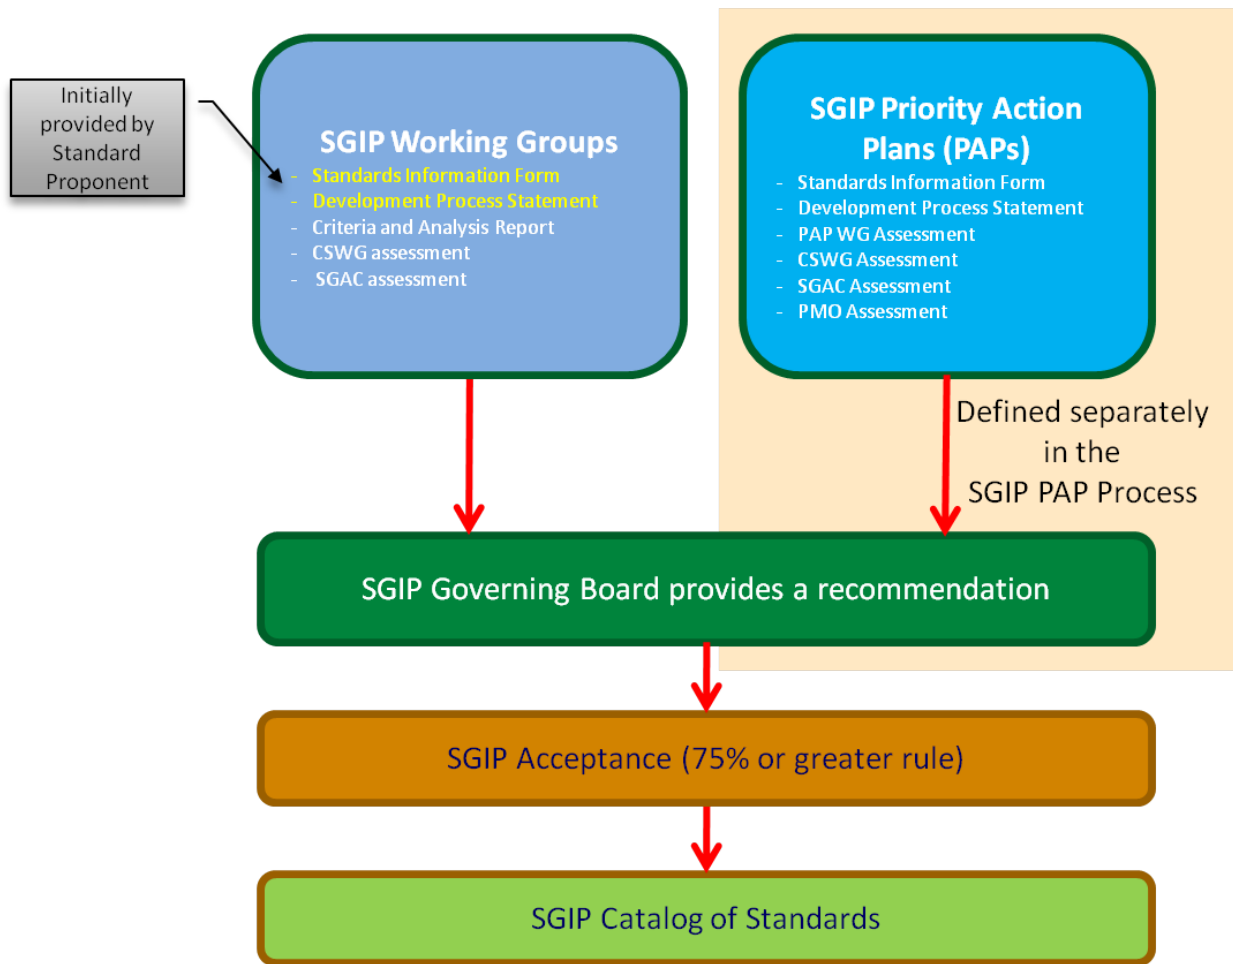 Initially
provided by
Standard
Proponent
SGIP Working Groups
- Standards Information Form
- Development Process Statement
- Criteria and Analysis Report
- CSWG assessment
- SGAC assessment
SGIP Priority Action
Plans (PAPs)
- Standards Information Form
- Development Process Statement
- PAP WG Assessment
- CSWG Assessment
- SGAC Assessment
- PMO Assessment
Defined separately
in the
SGIP PAP Process
SGIP Governing Board provides a recommendation
SGIP Acceptance (75% or greater rule)
SGIP Catalog of Standards